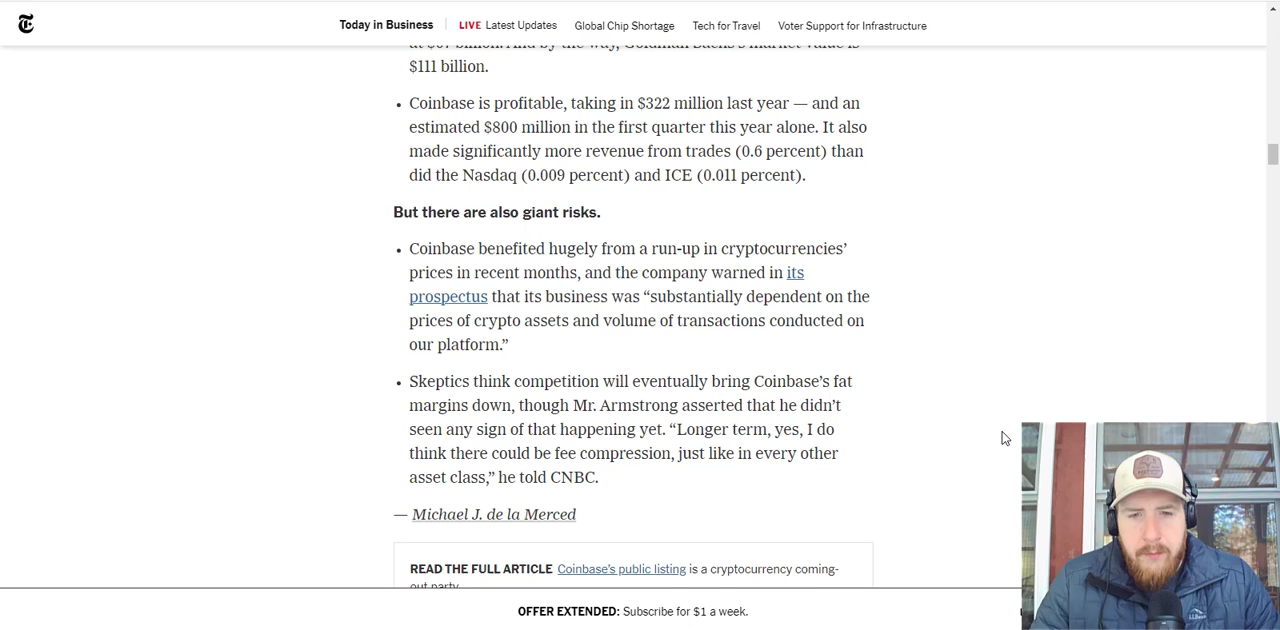 Today in Business LIVE Latest Updates Global Chip Shortage Tech for Travel Voter Support for Infrastructure
at $67 billion. And by the way, Goldman Sachs's market value is
$111 billion.
• Coinbase is profitable, taking in $322 million last year — and an
estimated $800 million in the first quarter this year alone. It also
made significantly more revenue from trades (0.6 percent) than
did the Nasdaq (0.009 percent) and ICE (0.011 percent).
But there are also giant risks.
• Coinbase benefited hugely from a run-up in cryptocurrencies’
prices in recent months, and the company warned in its
prospectus that its business was “substantially dependent on the
prices of crypto assets and volume of transactions conducted on
our platform.”
• Skeptics think competition will eventually bring Coinbase’s fat
margins down, though Mr. Armstrong asserted that he didn’t
seen any sign of that happening yet. “Longer term, yes, I do
think there could be fee compression, just like in every other
asset class,” he told CNBC.
— Michael J. de la Merced
READ THE FULL ARTICLE Coinbase’s public listing is a cryptocurrency coming-
out party.
OFFER EXTENDED: Subscribe for $1 a week.